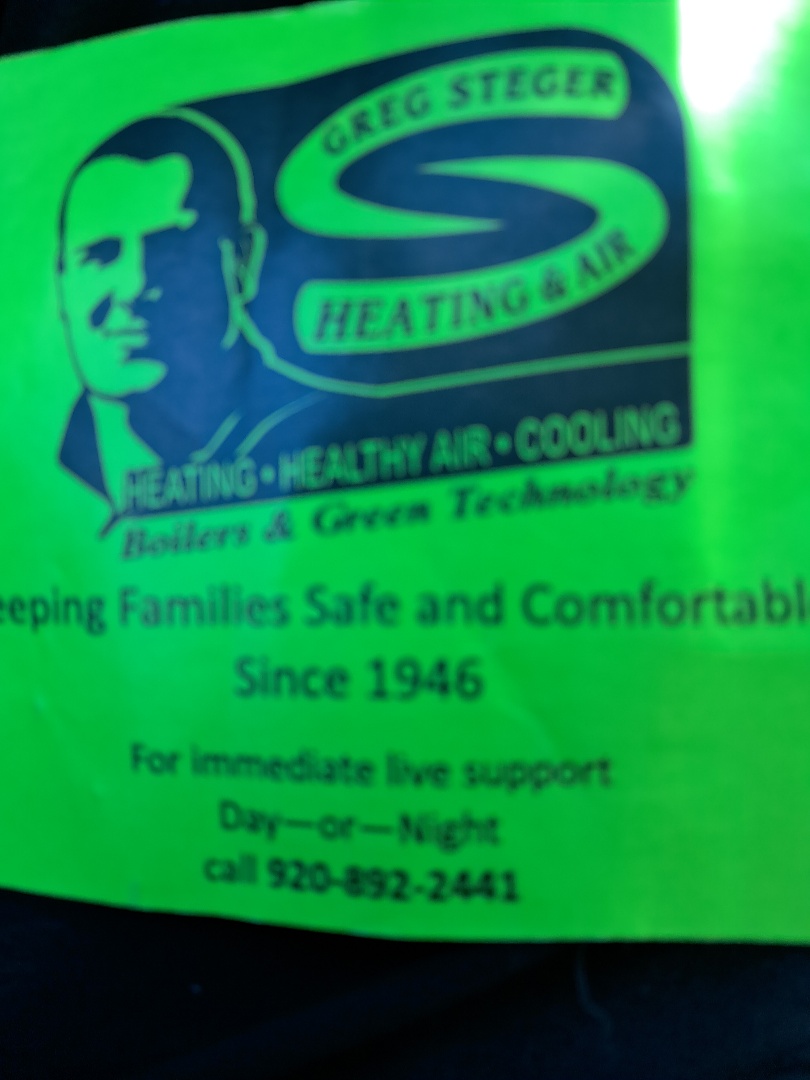 GREG STEGER
HEATING & AIR
HEATING • HEALTHY AIR • COOLING
Boilers & Green Technology
eeping Families Safe and Comfortabl
Since 1946
For immediate live support
Day—or—Night
call 920-892-2441